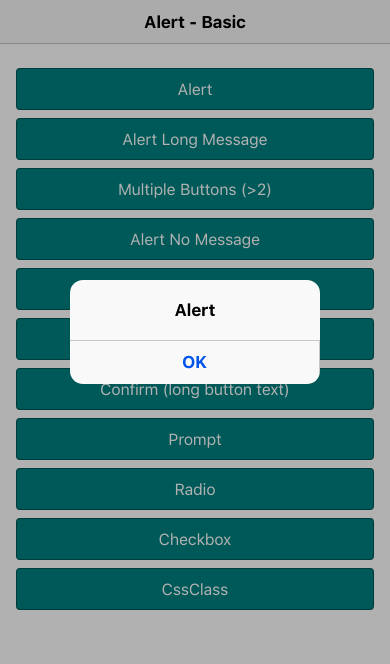 Alert - Basic
Alert
Alert Long Message
Multiple Buttons (>2)
Alert No Message
Alert
OK
Confirm (long button text)
Prompt
Radio
Checkbox
CssClass